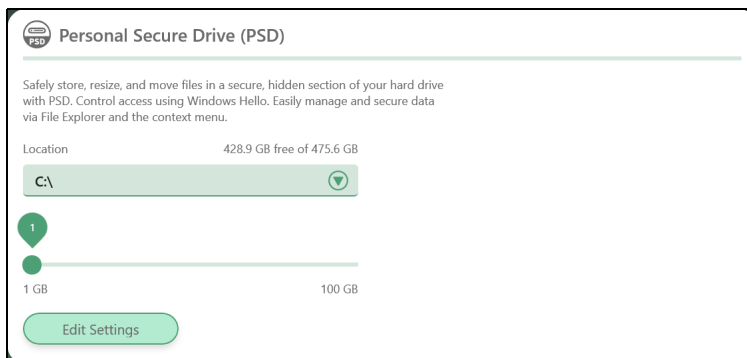 PSD
Personal Secure Drive (PSD)
Safely store, resize, and move files in a secure, hidden section of your hard drive
with PSD. Control access using Windows Hello. Easily manage and secure data
via File Explorer and the context menu.
Location 428.9 GB free of 475.6 GB
C:\
1
1 GB 100 GB
Edit Settings